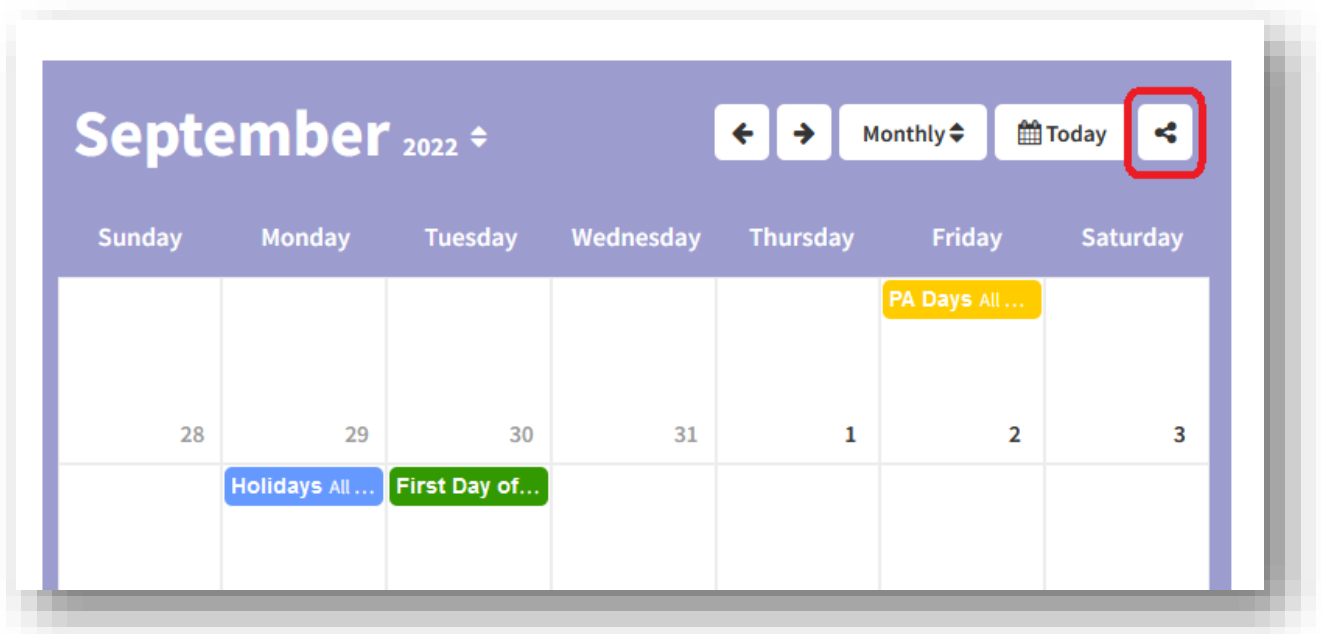 September 2022 Monthly Today
Sunday Monday Tuesday Wednesday Thursday Friday Saturday
PA Days All ...
28 29 30 31 1 2 3
Holidays All ... First Day of...